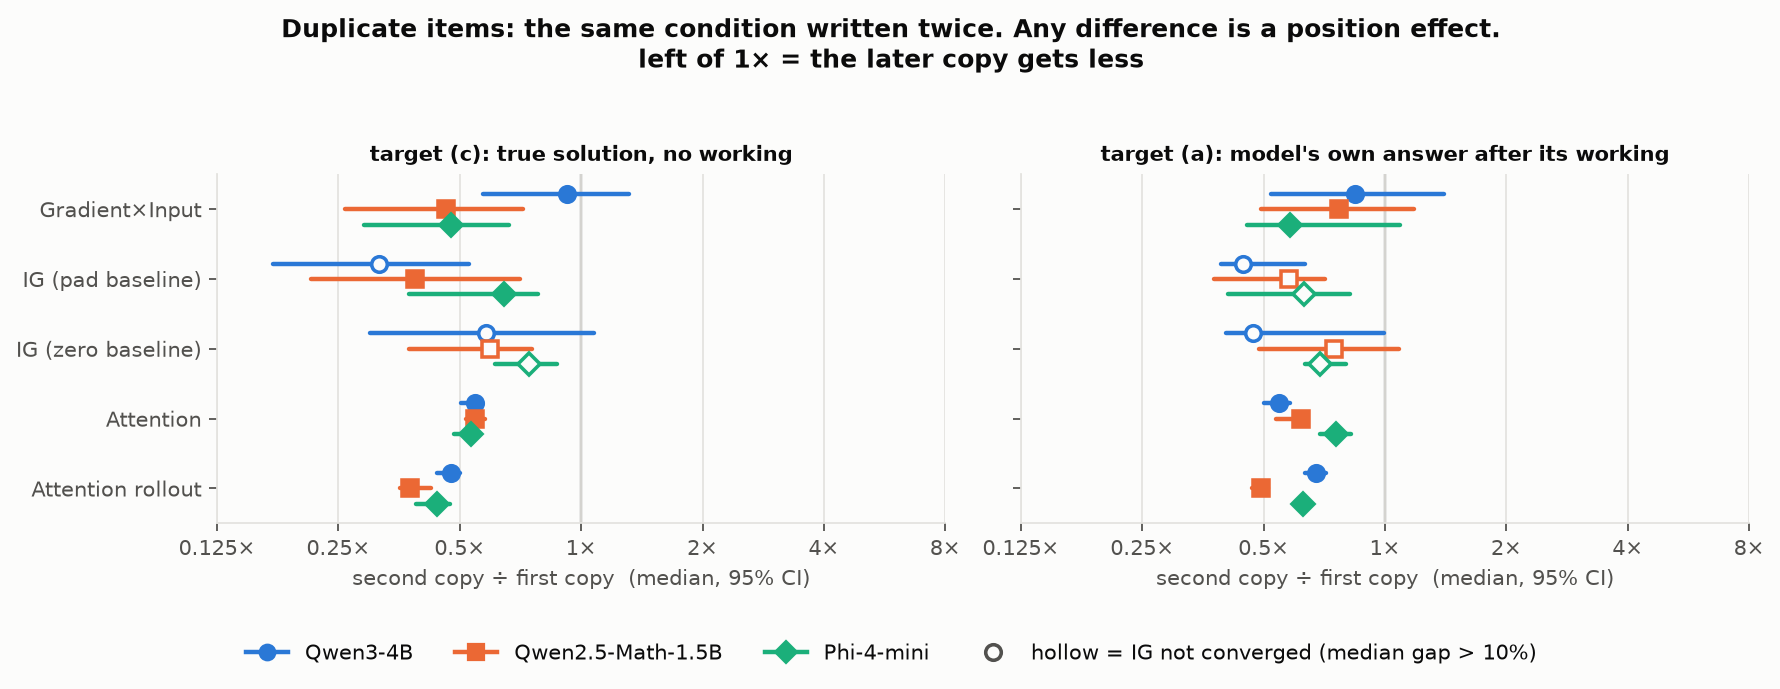 Duplicate items: the same condition written twice. Any difference is a position effect.
left of 1× = the later copy gets less
target (c): true solution, no working
target (a): model's own answer after its working
Gradient×Input
IG (pad baseline)
IG (zero baseline)
Attention
Attention rollout
0.125× 0.25× 0.5× 1× 2× 4× 8×
0.125× 0.25× 0.5× 1× 2× 4× 8×
second copy ÷ first copy (median, 95% CI)
second copy ÷ first copy (median, 95% CI)
Qwen3-4B Qwen2.5-Math-1.5B Phi-4-mini hollow = IG not converged (median gap > 10%)